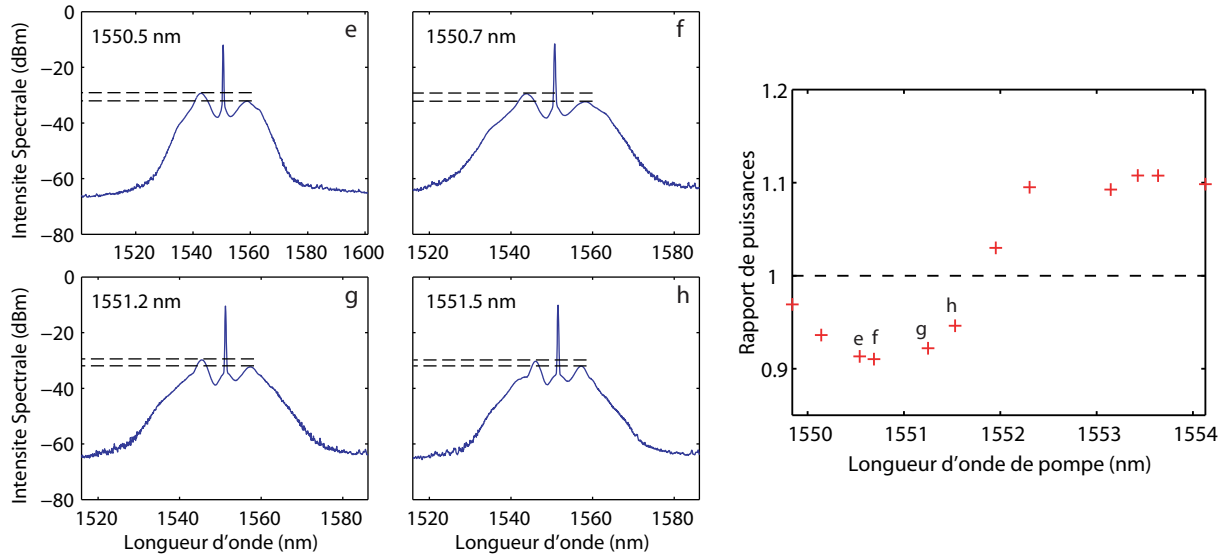 Intensite Spectrale (dBm)
0
−20
−40
−60
−80
1550.5 nm
e
1520 1540 1560 1580 1600
1550.7 nm
f
1520 1540 1560 1580
Intensite Spectrale (dBm)
0
−20
−40
−60
−80
1551.2 nm
g
1520 1540 1560 1580
Longueur d'onde (nm)
1551.5 nm
h
1520 1540 1560 1580
Longueur d'onde (nm)
Rapport de puissances
1.2
1.1
1
0.9
e f g h
1550 1551 1552 1553 1554
Longueur d'onde de pompe (nm)